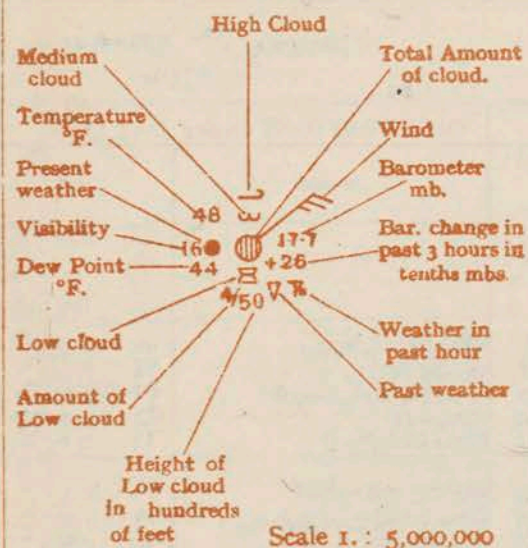 High Cloud
Medium cloud
Total Amount of cloud.
Temperature °F.
Wind
Present weather
Barometer mb.
48
Visibility
16
17.7
Bar. change in past 3 hours in tenths mbs.
Dew Point °F.
44
+26
4/50
Low cloud
Weather in past hour
Amount of Low cloud
Past weather
Height of Low cloud in hundreds of feet
Scale 1. : 5,000,000